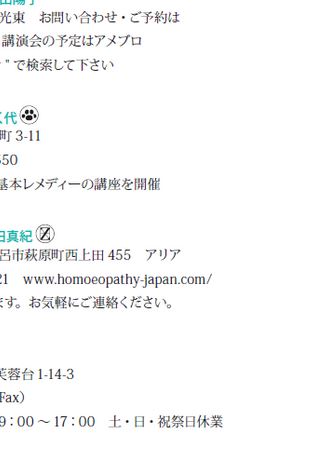 田陽子
光東　お問い合わせ・ご予約は
講演会の予定はアメブロ
” で検索して下さい
代
町 3-11
550
基本レメディーの講座を開催
田真紀 Z
呂市萩原町西上田 455　アリア
21　www.homoeopathy-japan.com/
ます。お気軽にご連絡ください。
芙蓉台 1-14-3
Fax）
9：00 ～ 17：00　土・日・祝祭日休業